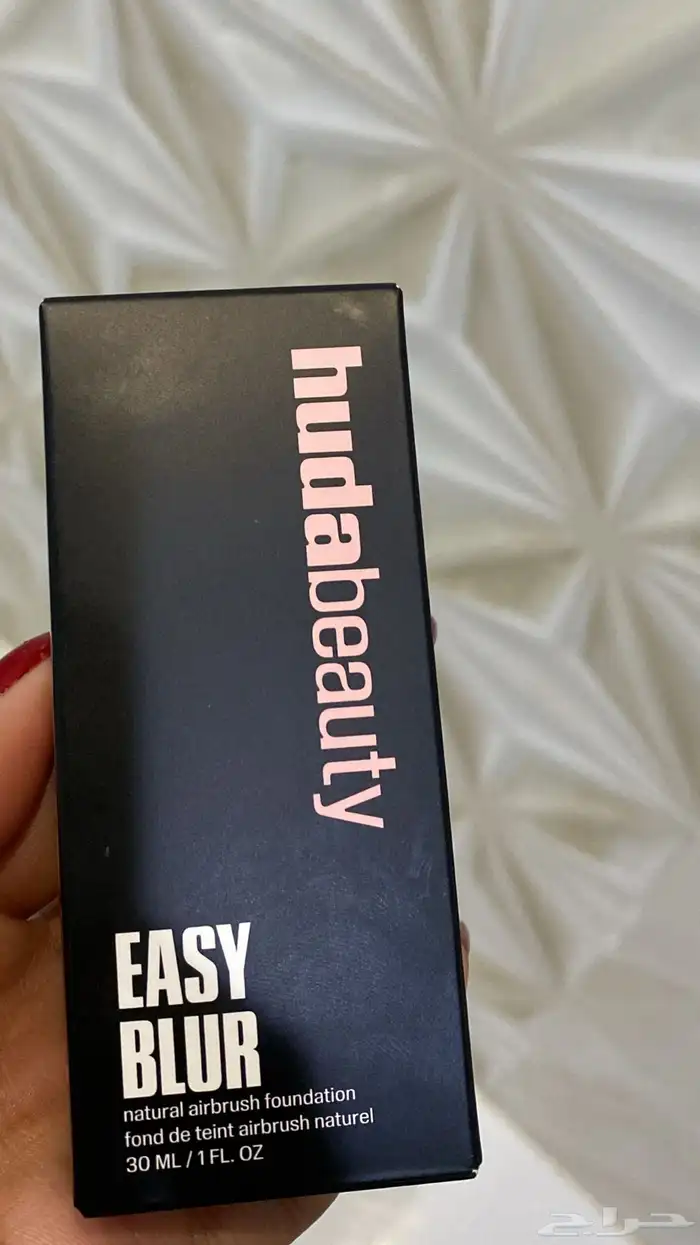 hudabeauty
EASY
BLUR
natural airbrush foundation
fond de teint airbrush naturel
30 ML / 1 FL. OZ
حراج